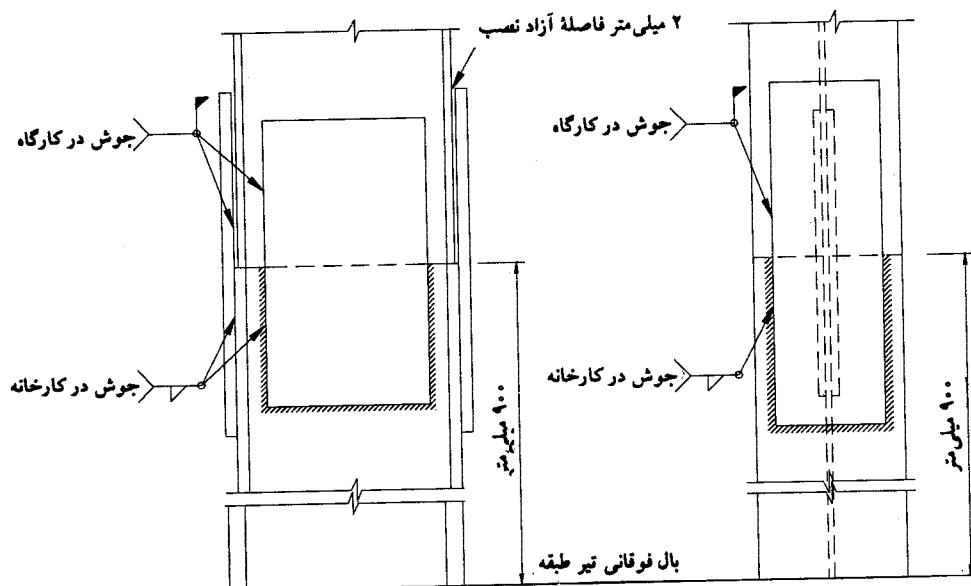 ۲ میلی‌متر فاصلهٔ آزاد نصب
جوش در کارگاه
جوش در کارگاه
جوش در کارخانه
جوش در کارخانه
۹۰۰ میلی‌متر
۹۰۰ میلی‌متر
بال فوقانی تیر طبقه